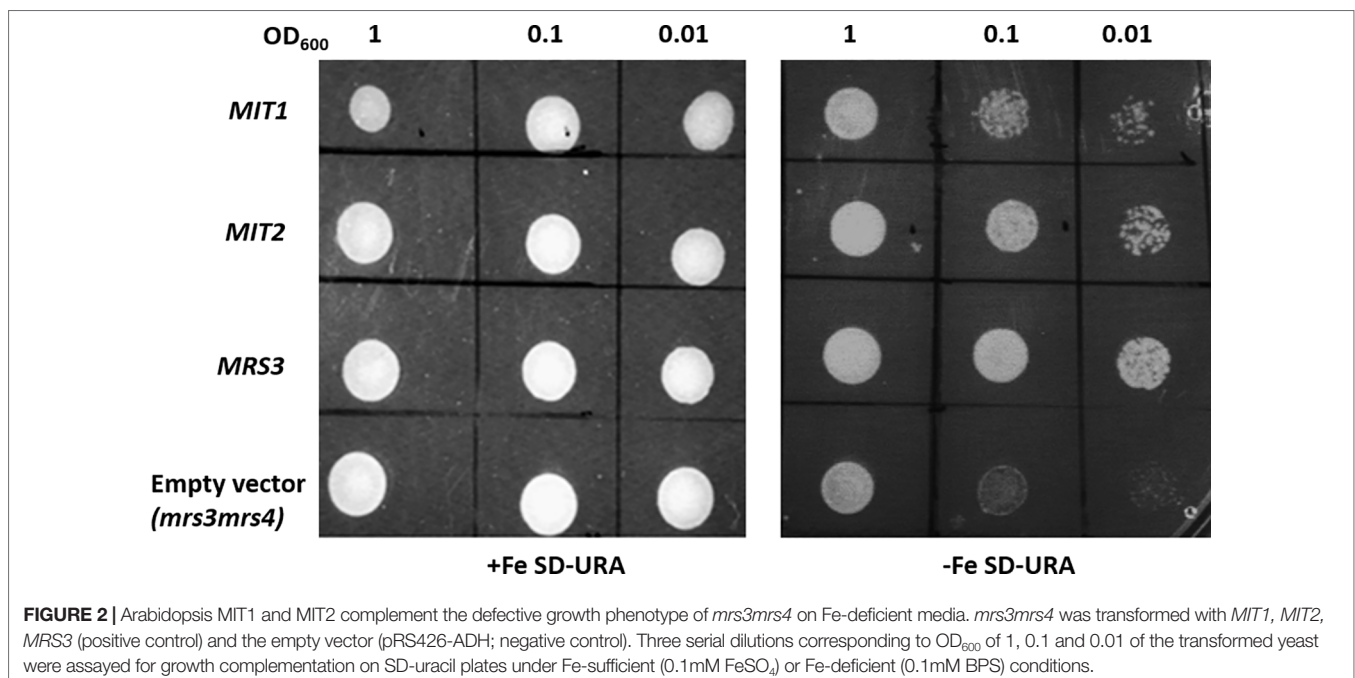 OD600 1 0.1 0.01 1 0.1 0.01
MIT1
MIT2
MRS3
Empty vector
(mrs3mrs4)
+Fe SD-URA -Fe SD-URA
FIGURE 2 | Arabidopsis MIT1 and MIT2 complement the defective growth phenotype of mrs3mrs4 on Fe-deficient media. mrs3mrs4 was transformed with MIT1, MIT2,
MRS3 (positive control) and the empty vector (pRS426-ADH; negative control). Three serial dilutions corresponding to OD600 of 1, 0.1 and 0.01 of the transformed yeast
were assayed for growth complementation on SD-uracil plates under Fe-sufficient (0.1mM FeSO4) or Fe-deficient (0.1mM BPS) conditions.